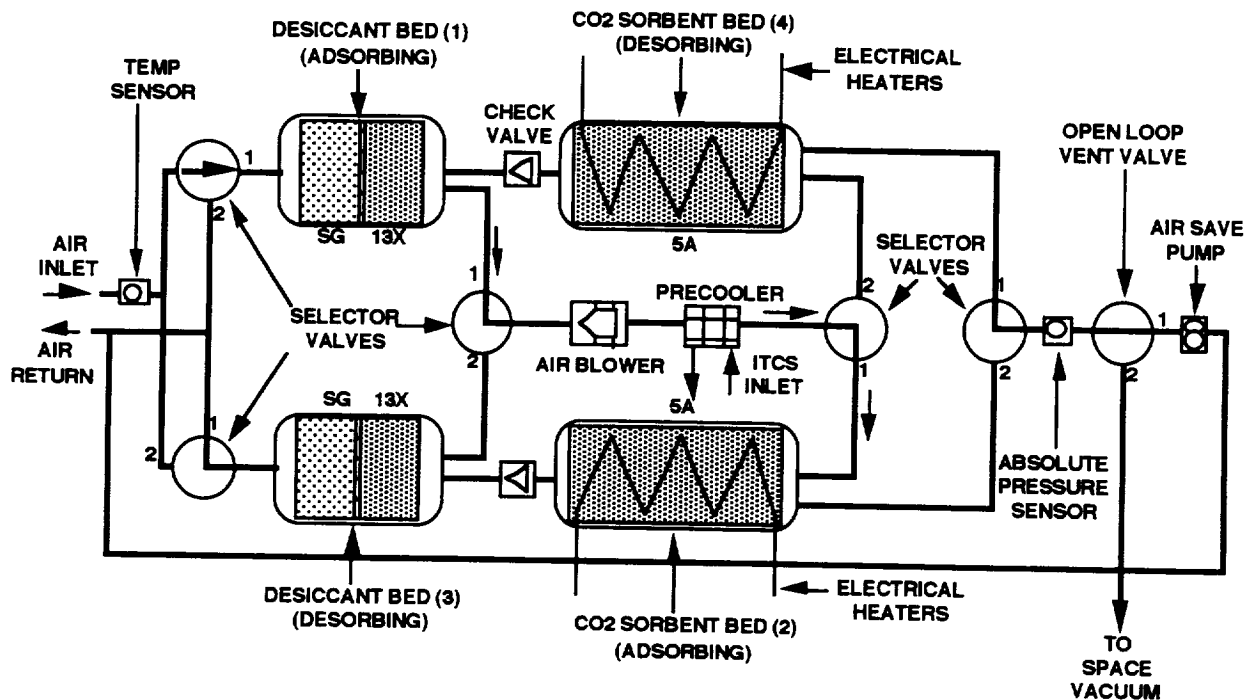 DESICCANT BED (1)
(ADSORBING)
CO2 SORBENT BED (4)
(DESORBING)
ELECTRICAL
HEATERS
TEMP
SENSOR
CHECK
VALVE
OPEN LOOP
VENT VALVE
1
2
SG 13X
5A
AIR
INLET
SELECTOR
VALVES
AIR SAVE
PUMP
1
2
1
SELECTOR
VALVES
PRECOOLER
1
2
AIR
RETURN
2
AIR BLOWER
ITCS
INLET
1
2
2
SG 13X
5A
1
2
ABSOLUTE
PRESSURE
SENSOR
DESICCANT BED (3)
(DESORBING)
CO2 SORBENT BED (2)
(ADSORBING)
ELECTRICAL
HEATERS
TO
SPACE
VACUUM